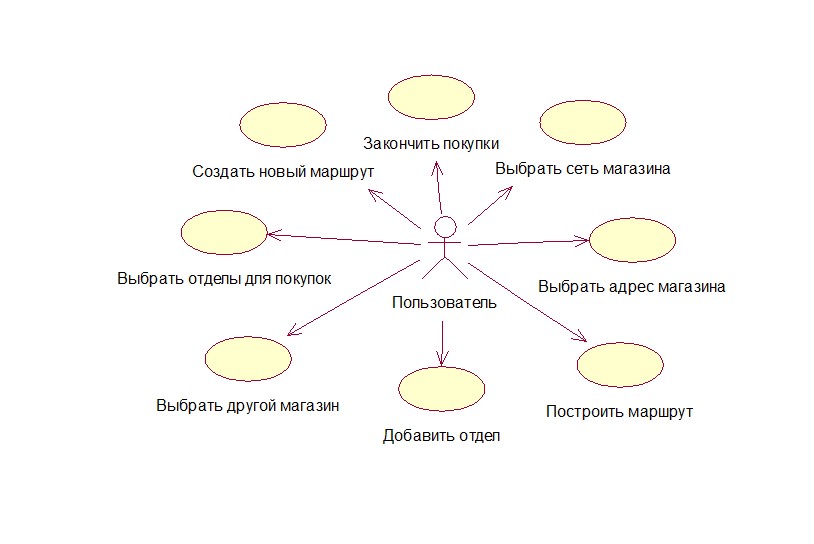 Закончить покупки
Создать новый маршрут
Выбрать сеть магазина
Выбрать отделы для покупок
Выбрать адрес магазина
Пользователь
Выбрать другой магазин
Построить маршрут
Добавить отдел